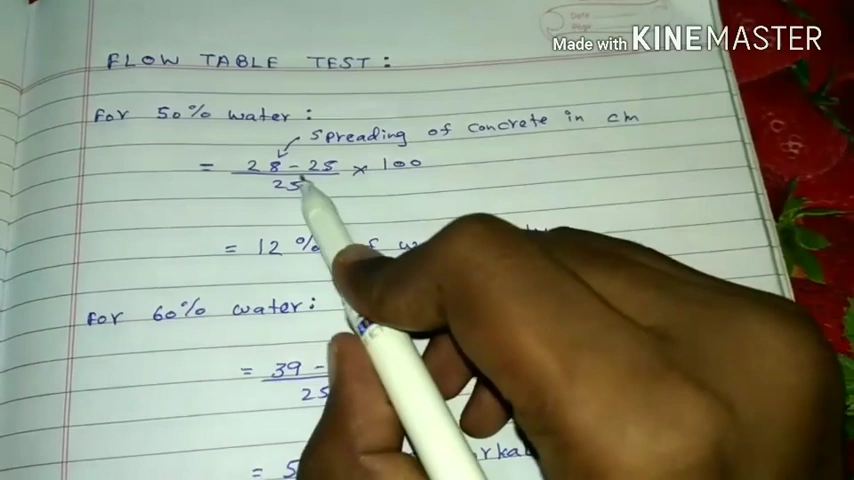 Date
Made with KINEMASTER
FLOW TABLE TEST:
For 50% water:
Spreading of concrete in cm
= 28-25 × 100
25
= 12 %
For 60% water:
= 39 -
25
=